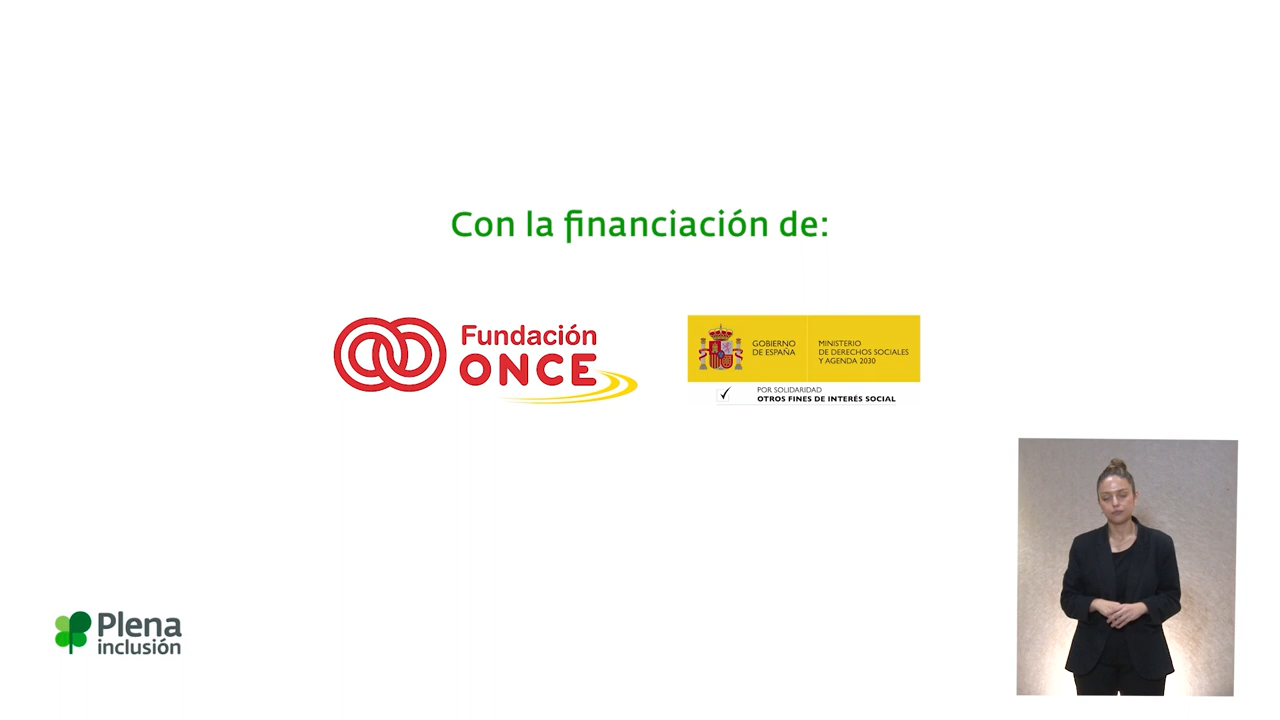 Con la financiación de:
Fundación
ONCE
GOBIERNO
DE ESPAÑA
MINISTERIO
DE DERECHOS SOCIALES
Y AGENDA 2030
POR SOLIDARIDAD
OTROS FINES DE INTERÉS SOCIAL
Plena
inclusión